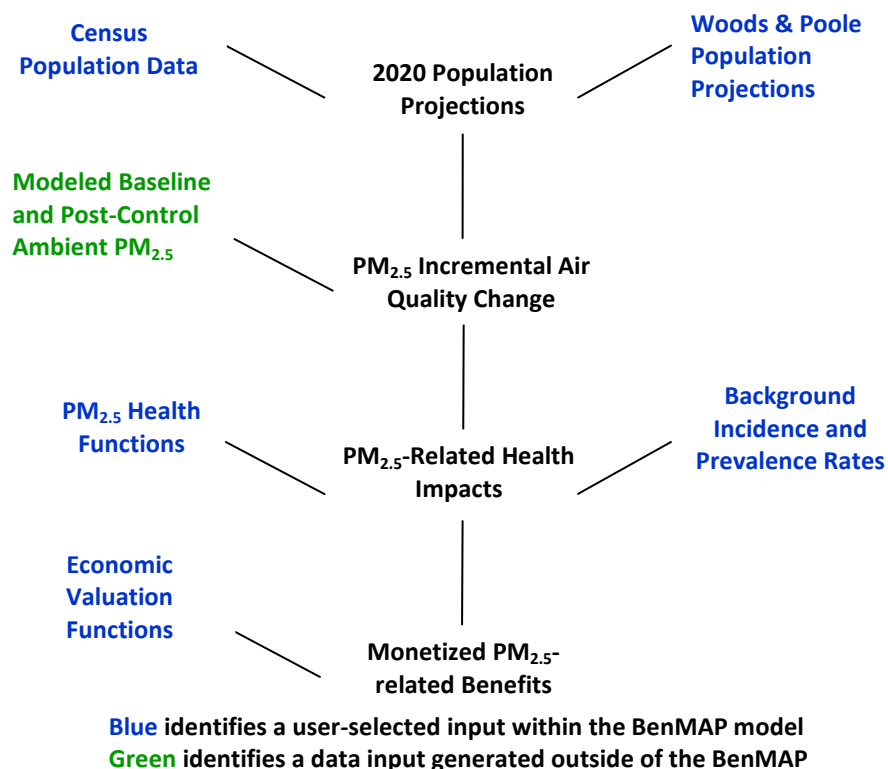 Census
Population Data
Woods & Poole
Population
Projections
2020 Population
Projections
Modeled Baseline
and Post-Control
Ambient PM2.5
PM2.5 Incremental Air
Quality Change
PM2.5 Health
Functions
Background
Incidence and
Prevalence Rates
PM2.5-Related Health
Impacts
Economic
Valuation
Functions
Monetized PM2.5-
related Benefits
Blue identifies a user-selected input within the BenMAP model
Green identifies a data input generated outside of the BenMAP